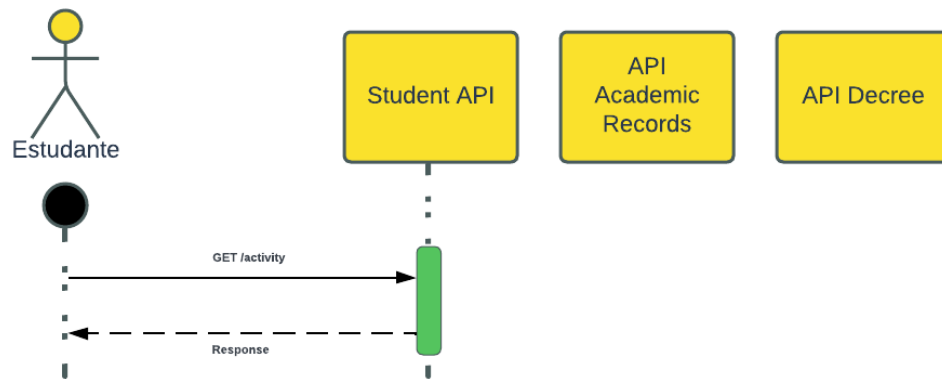 Estudante
Student API
API
Academic
Records
API Decree
GET /activity
Response